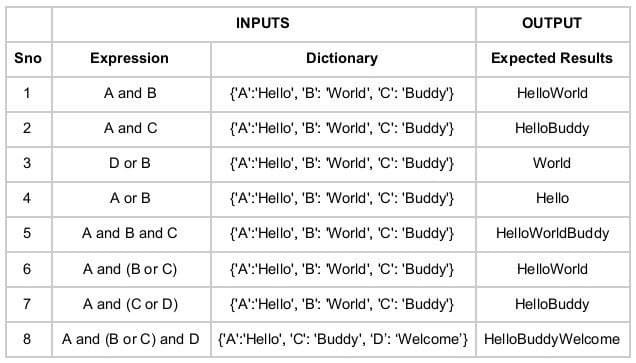 INPUTS OUTPUT
Sno Expression Dictionary Expected Results
1 A and B {'A':'Hello', 'B': 'World', 'C': 'Buddy'} HelloWorld
2 A and C {'A':'Hello', 'B': 'World', 'C': 'Buddy'} HelloBuddy
3 D or B {'A':'Hello', 'B': 'World', 'C': 'Buddy'} World
4 A or B {'A':'Hello', 'B': 'World', 'C': 'Buddy'} Hello
5 A and B and C {'A':'Hello', 'B': 'World', 'C': 'Buddy'} HelloWorldBuddy
6 A and (B or C) {'A':'Hello', 'B': 'World', 'C': 'Buddy'} HelloWorld
7 A and (C or D) {'A':'Hello', 'B': 'World', 'C': 'Buddy'} HelloBuddy
8 A and (B or C) and D {'A':'Hello', 'C': 'Buddy', 'D’: ‘Welcome’} HelloBuddyWelcome